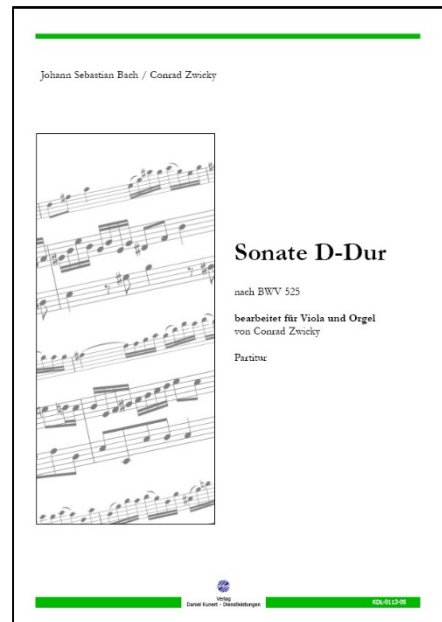 Johann Sebastian Bach / Conrad Zwicky
Sonate D-Dur
nach BWV 525
bearbeitet für Viola und Orgel
von Conrad Zwicky
Partitur
Verlag
Daniel Kunert - Dienstleistungen
KDL-0113-05